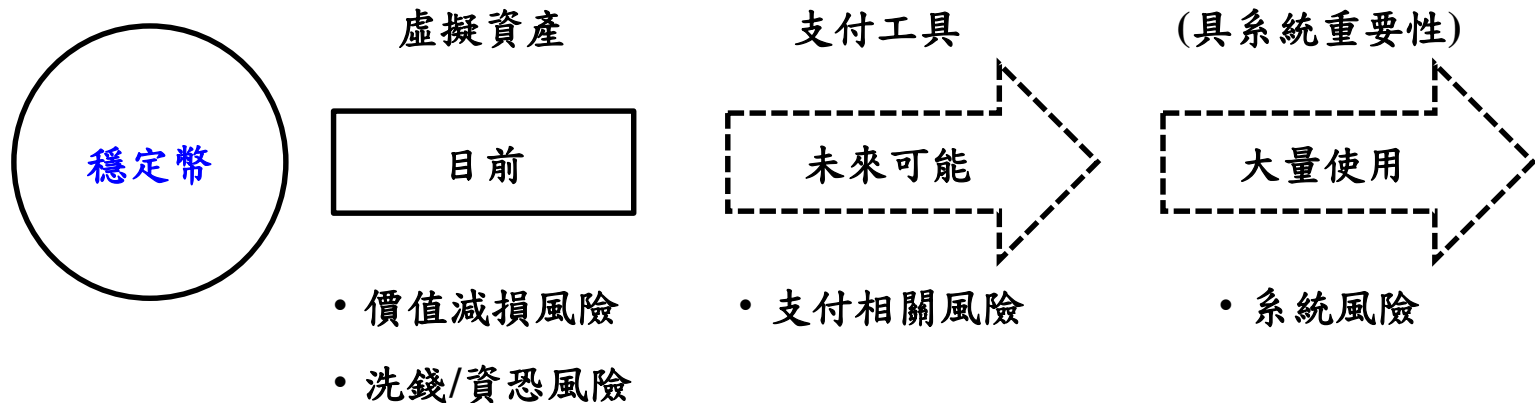 虛擬資產
支付工具
(具系統重要性)
穩定幣
目前
未來可能
大量使用
• 價值減損風險
• 支付相關風險
• 系統風險
• 洗錢/資恐風險